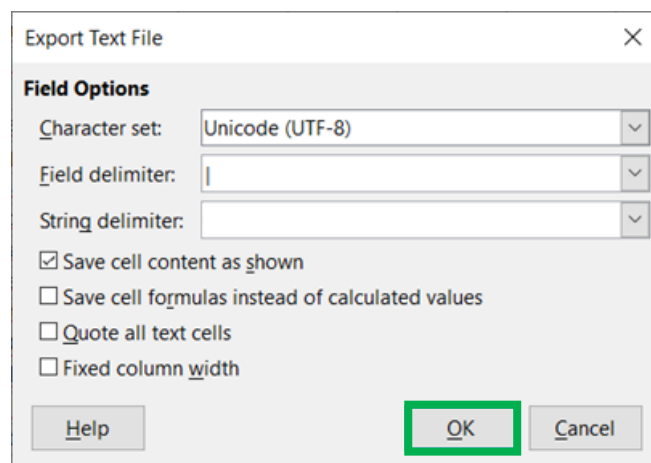 Export Text File
Field Options
Character set: Unicode (UTF-8)
Field delimiter: |
String delimiter:
Save cell content as shown
Save cell formulas instead of calculated values
Quote all text cells
Fixed column width
Help OK Cancel